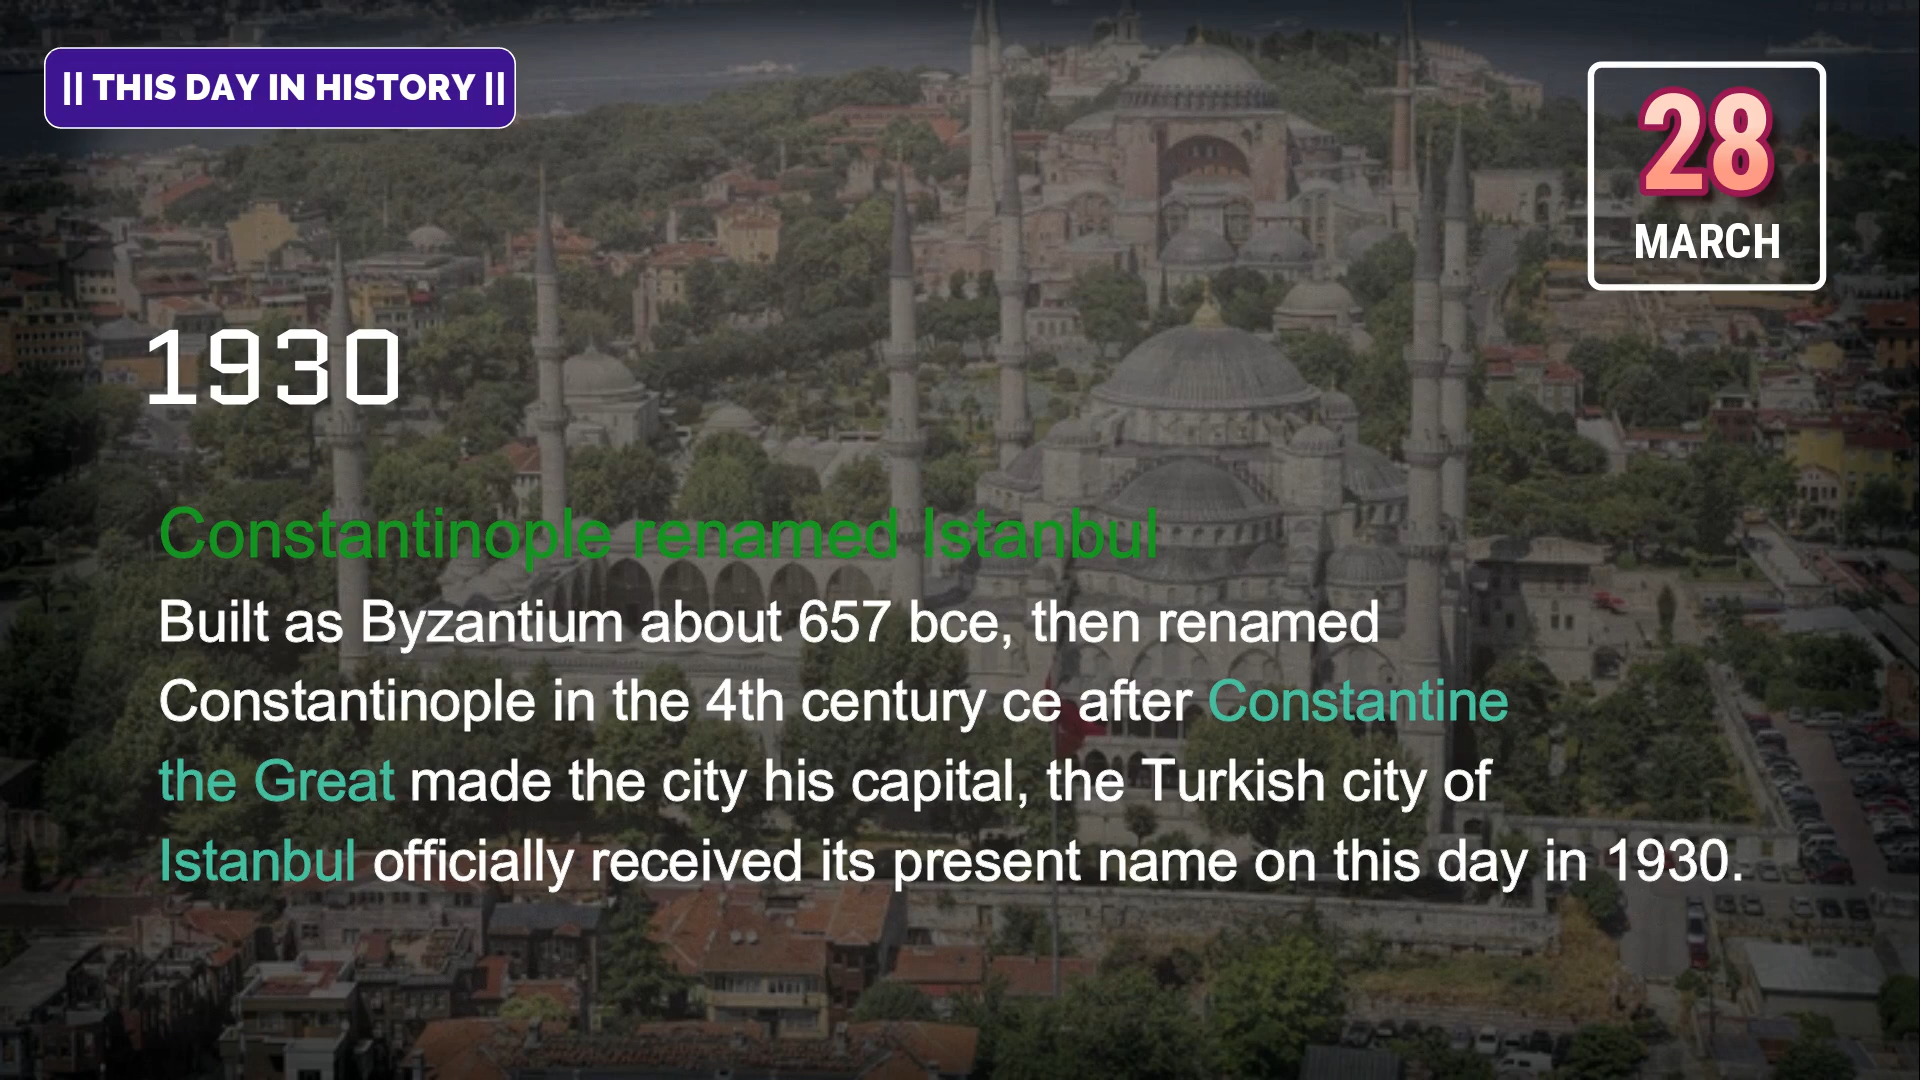 || THIS DAY IN HISTORY ||
28
MARCH
1930
Constantinople renamed Istanbul
Built as Byzantium about 657 bce, then renamed
Constantinople in the 4th century ce after Constantine
the Great made the city his capital, the Turkish city of
Istanbul officially received its present name on this day in 1930.